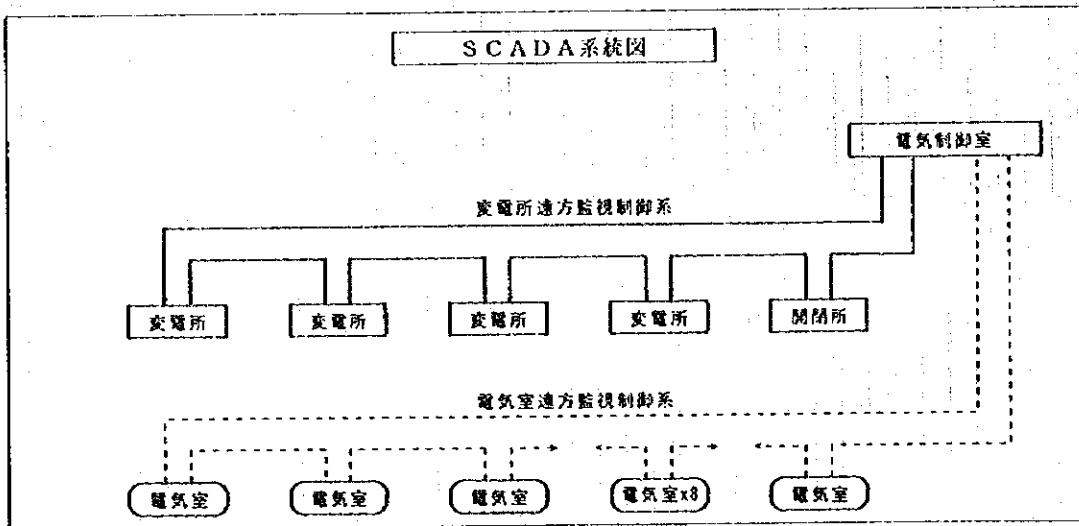 SCADA系統図
電気制御室
変電所遠方監視制御系
変電所
変電所
変電所
変電所
開閉所
電気室遠方監視制御系
電気室
電気室
電気室
電気室x8
電気室